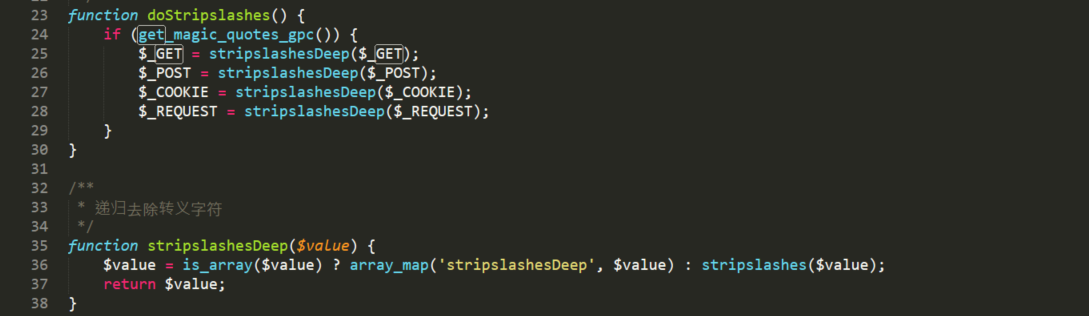 23 function doStripslashes() {
24     if (get_magic_quotes_gpc()) {
25         $_GET = stripslashesDeep($_GET);
26         $_POST = stripslashesDeep($_POST);
27         $_COOKIE = stripslashesDeep($_COOKIE);
28         $_REQUEST = stripslashesDeep($_REQUEST);
29     }
30 }
31
32 /**
33  * 递归去除转义字符
34  */
35 function stripslashesDeep($value) {
36     $value = is_array($value) ? array_map('stripslashesDeep', $value) : stripslashes($value);
37     return $value;
38 }